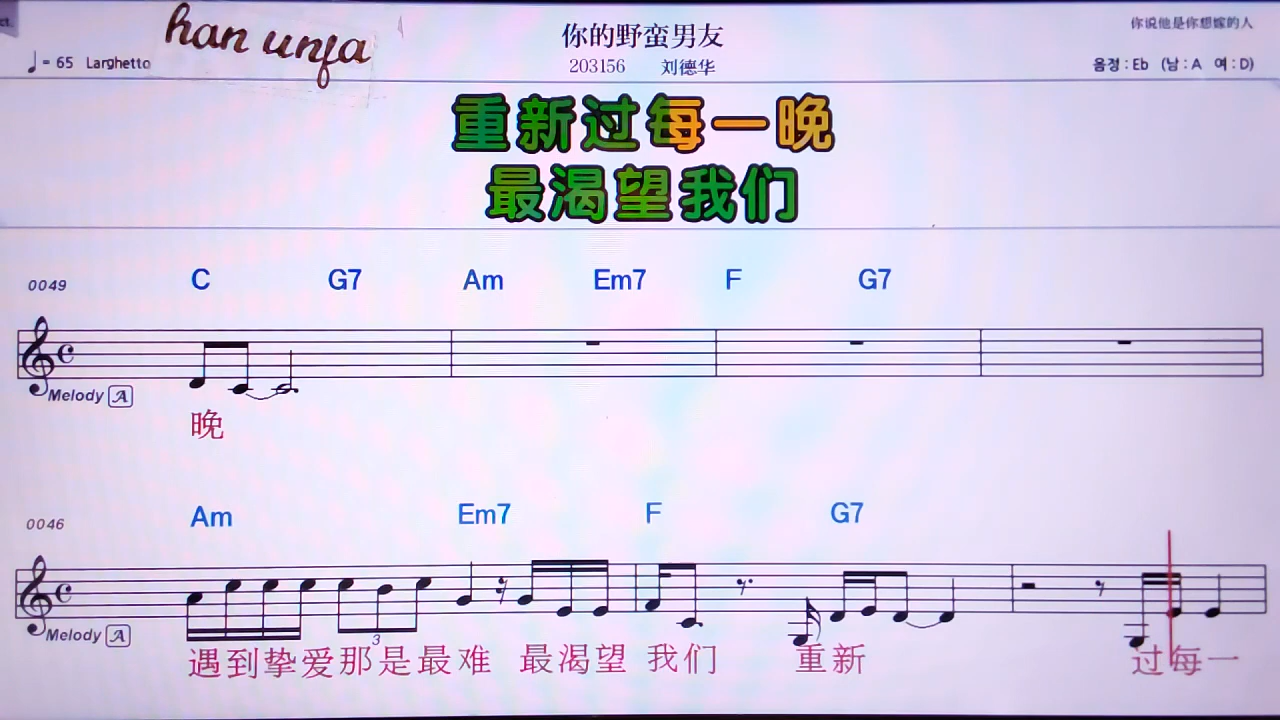 ct.
han unfa
你的野蛮男友
你说他是你想嫁的人
♩= 65 Larghetto
203156 刘德华
음정 : Eb (남 : A 여 : D)
重新过每一晚
最渴望我们
0049 C G7 Am Em7 F G7
Melody A
晚
0046 Am Em7 F G7
3
Melody A
遇到挚爱那是最难 最渴望 我们 重新 过每一